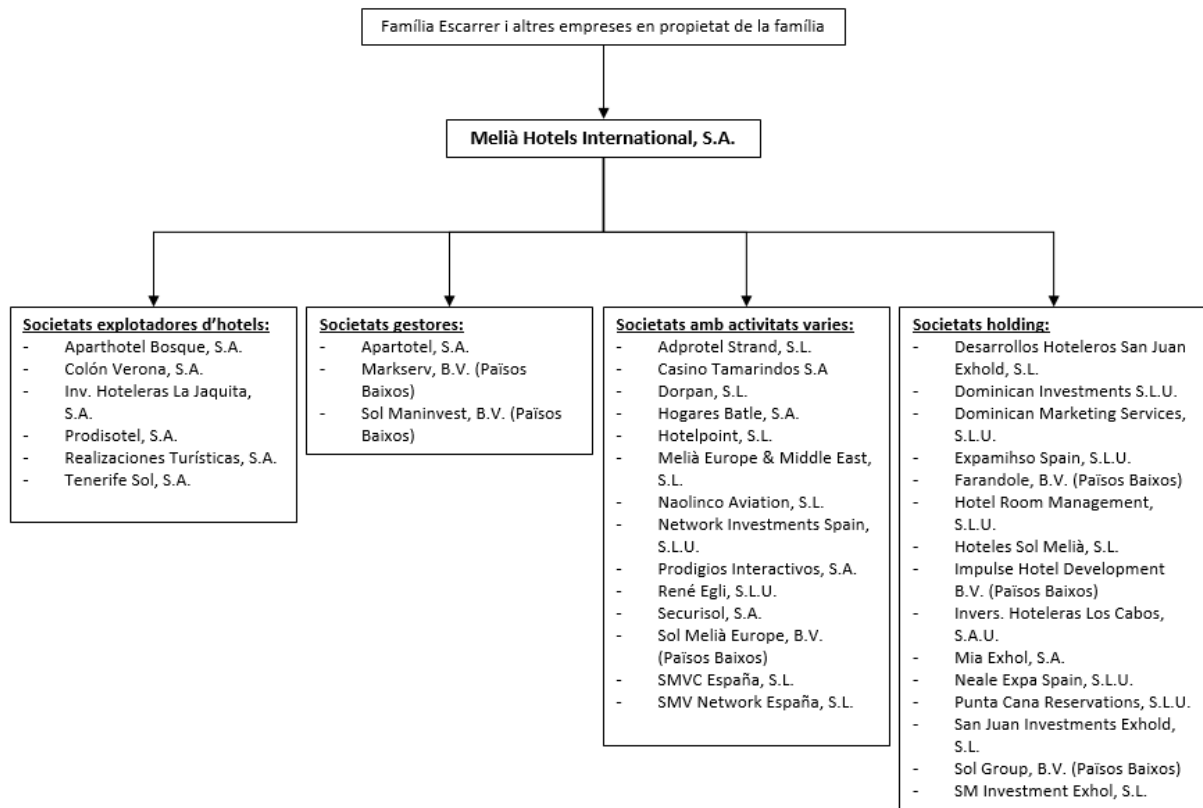 Família Escarrer i altres empreses en propietat de la família
Melià Hotels International, S.A.
Societats explotadores d’hotels:
- Aparthotel Bosque, S.A.
- Colón Verona, S.A.
- Inv. Hoteleras La Jaquita,
S.A.
- Prodisotel, S.A.
- Realizaciones Turísticas, S.A.
- Tenerife Sol, S.A.
Societats gestores:
- Apartotel, S.A.
- Markserv, B.V. (Països
Baixos)
- Sol Maninvest, B.V. (Països
Baixos)
Societats amb activitats varies:
- Adprotel Strand, S.L.
- Casino Tamarindos S.A
- Dorpan, S.L.
- Hogares Batle, S.A.
- Hotelpoint, S.L.
- Melià Europe & Middle East,
S.L.
- Naolinco Aviation, S.L.
- Network Investments Spain,
S.L.U.
- Prodigios Interactivos, S.A.
- René Egli, S.L.U.
- Securisol, S.A.
- Sol Melià Europe, B.V.
(Països Baixos)
- SMVC España, S.L.
- SMV Network España, S.L.
Societats holding:
- Desarrollos Hoteleros San Juan
Exhold, S.L.
- Dominican Investments S.L.U.
- Dominican Marketing Services,
S.L.U.
- Expamihso Spain, S.L.U.
- Farandole, B.V. (Països Baixos)
- Hotel Room Management,
S.L.U.
- Hoteles Sol Melià, S.L.
- Impulse Hotel Development
B.V. (Països Baixos)
- Invers. Hoteleras Los Cabos,
S.A.U.
- Mia Exhol, S.A.
- Neale Expa Spain, S.L.U.
- Punta Cana Reservations, S.L.U.
- San Juan Investments Exhold,
S.L.
- Sol Group, B.V. (Països Baixos)
- SM Investment Exhol, S.L.